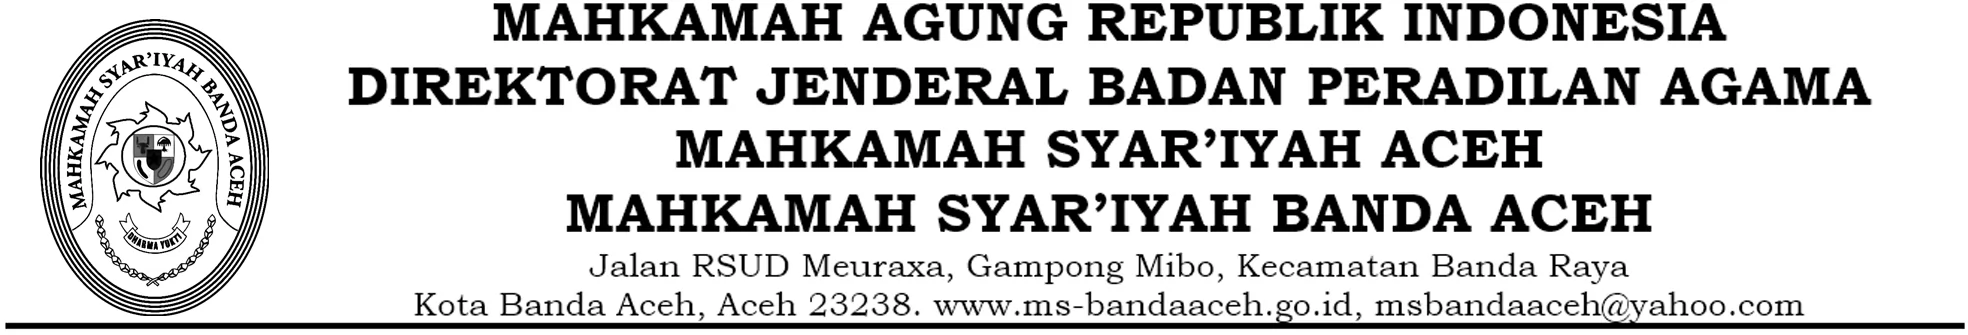 MAHKAMAH AGUNG REPUBLIK INDONESIA
DIREKTORAT JENDERAL BADAN PERADILAN AGAMA
MAHKAMAH SYAR’IYAH ACEH
MAHKAMAH SYAR’IYAH BANDA ACEH
Jalan RSUD Meuraxa, Gampong Mibo, Kecamatan Banda Raya
Kota Banda Aceh, Aceh 23238. www.ms-bandaaceh.go.id, msbandaaceh@yahoo.com
MAHKAMAH SYAR’IYAH BANDA ACEH
DHARMA YUKTI